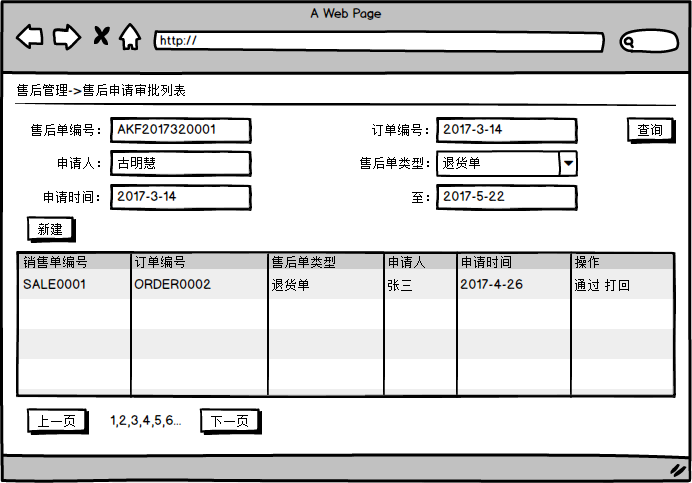 A Web Page
http://
售后管理->售后申请审批列表
售后单编号: AKF2017320001 订单编号: 2017-3-14 查询
申请人: 古明慧 售后单类型: 退货单
申请时间: 2017-3-14 至: 2017-5-22
新建
销售单编号 订单编号 售后单类型 申请人 申请时间 操作
SALE0001 ORDER0002 退货单 张三 2017-4-26 通过 打回
上一页 1,2,3,4,5,6... 下一页